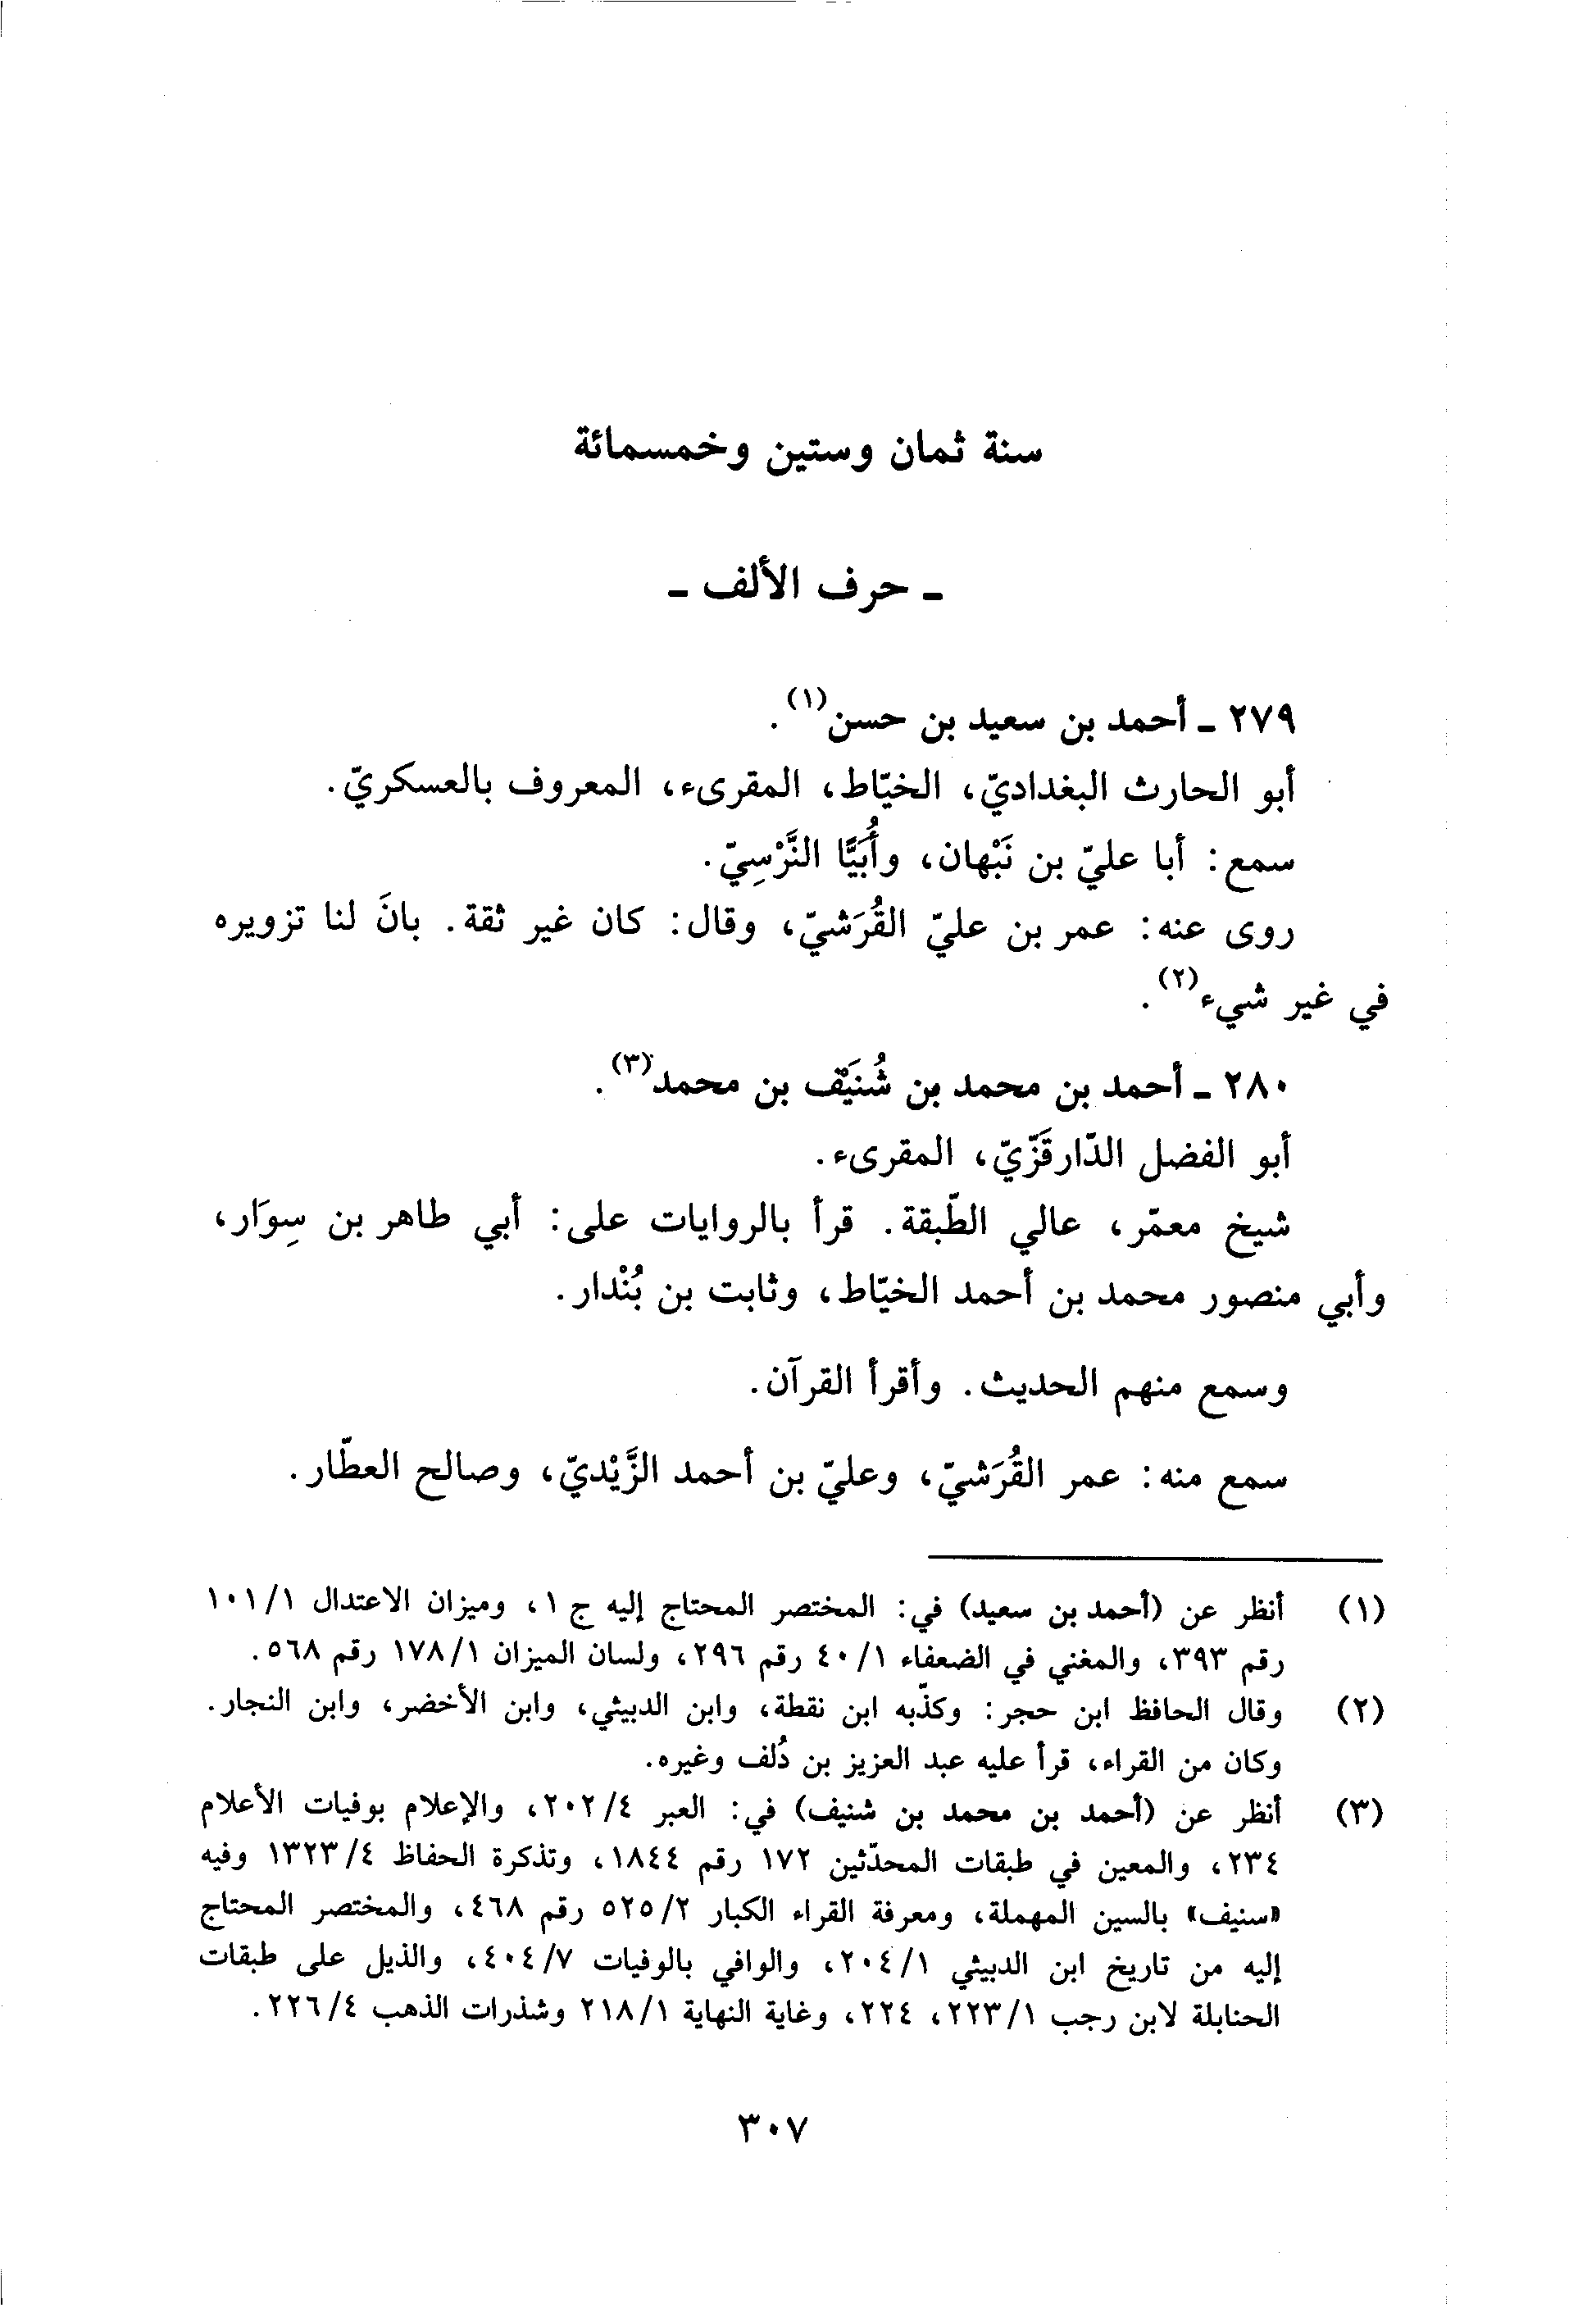 سنة ثمان وستين وخمسمائة
ـ حرف الألف ـ
٢٧٩ ـ أحمد بن سعيد بن حسن(١).
أبو الحارث البغداديّ، الخيّاط، المقرىء، المعروف بالعسكريّ.
سمع: أبا عليّ بن نَبْهان، وأُبَيًّا النَّرْسِيّ.
روى عنه: عمر بن عليّ القُرَشيّ، وقال: كان غير ثقة. بانَ لنا تزويره
في غير شيء(٢).
٢٨٠ ـ أحمد بن محمد بن شُنَيْف بن محمد(٣).
أبو الفضل الدّارقَزّيّ، المقرىء.
شيخ معمّر، عالي الطّبقة. قرأ بالروايات على: أبي طاهر بن سِوَار،
وأبي منصور محمد بن أحمد الخيّاط، وثابت بن بُنْدار.
وسمع منهم الحديث. وأقرأ القرآن.
سمع منه: عمر القُرَشيّ، وعليّ بن أحمد الزَّيْديّ، وصالح العطّار.
(١) أنظر عن (أحمد بن سعيد) في: المختصر المحتاج إليه ج ١، وميزان الاعتدال ١/١٠١
رقم ٣٩٣، والمغني في الضعفاء ١/٤٠ رقم ٢٩٦، ولسان الميزان ١/١٧٨ رقم ٥٦٨.
(٢) وقال الحافظ ابن حجر: وكذّبه ابن نقطة، وابن الدبيثي، وابن الأخضر، وابن النجار.
وكان من القراء، قرأ عليه عبد العزيز بن دُلف وغيره.
(٣) أنظر عن (أحمد بن محمد بن شنيف) في: العبر ٤/٢٠٢، والإعلام بوفيات الأعلام
٢٣٤، والمعين في طبقات المحدّثين ١٧٢ رقم ١٨٤٤، وتذكرة الحفاظ ٤/١٣٢٣ وفيه
«سنيف» بالسين المهملة، ومعرفة القراء الكبار ٢/٥٢٥ رقم ٤٦٨، والمختصر المحتاج
إليه من تاريخ ابن الدبيثي ١/٢٠٤، والوافي بالوفيات ٧/٤٠٤، والذيل على طبقات
الحنابلة لابن رجب ١/٢٢٣، ٢٢٤، وغاية النهاية ١/٢١٨ وشذرات الذهب ٤/٢٢٦.
٣٠٧